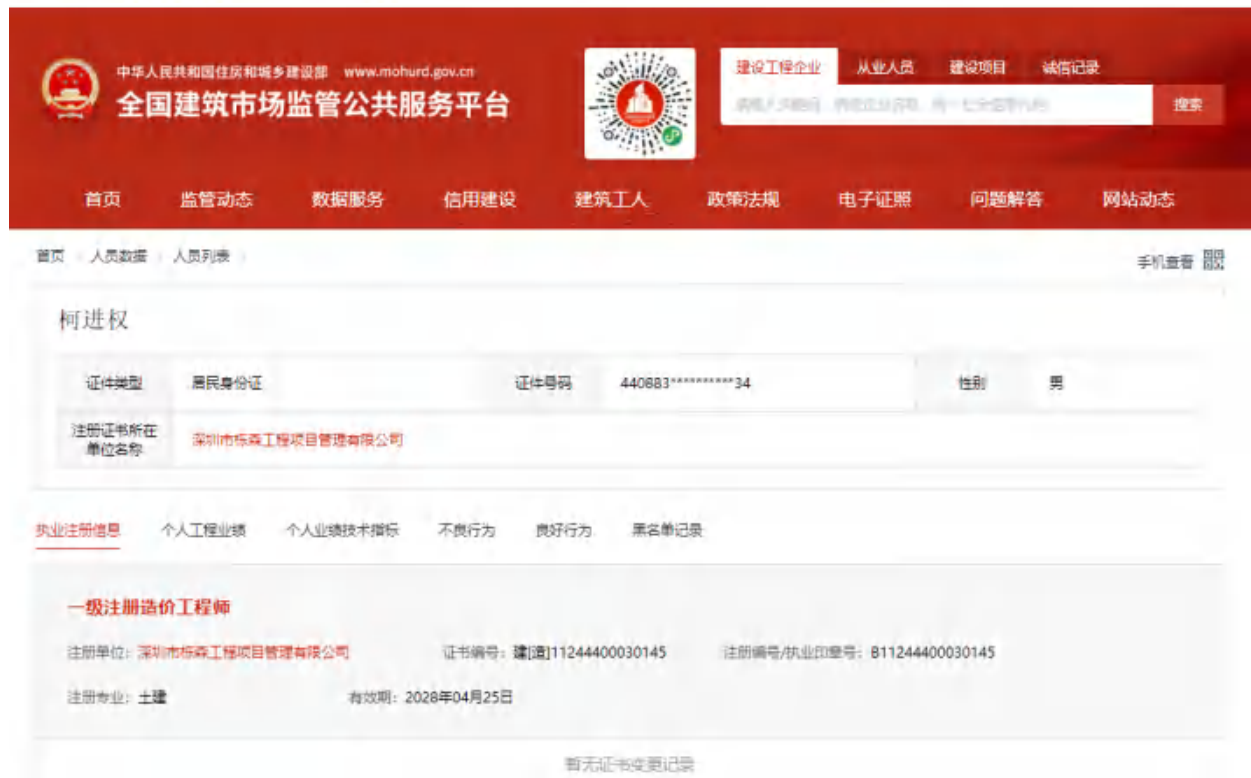 中华人民共和国住房和城乡建设部 www.mohurd.gov.cn
全国建筑市场监管公共服务平台
建设工程企业 从业人员 建设项目 诚信记录
搜索
首页 监管动态 数据服务 信用建设 建筑工人 政策法规 电子证照 问题解答 网站动态
首页 人员数据 人员列表
手机查看
柯进权
证件类型 居民身份证 证件号码 440883**********34 性别 男
注册证书所在
单位名称
深圳市栎森工程项目管理有限公司
执业注册信息 个人工程业绩 个人业绩技术指标 不良行为 良好行为 黑名单记录
一级注册造价工程师
注册单位：深圳市栎森工程项目管理有限公司 证书编号：建[造]11244400030145 注册编号/执业印章号：B11244400030145
注册专业：土建 有效期：2028年04月25日
暂无证书变更记录